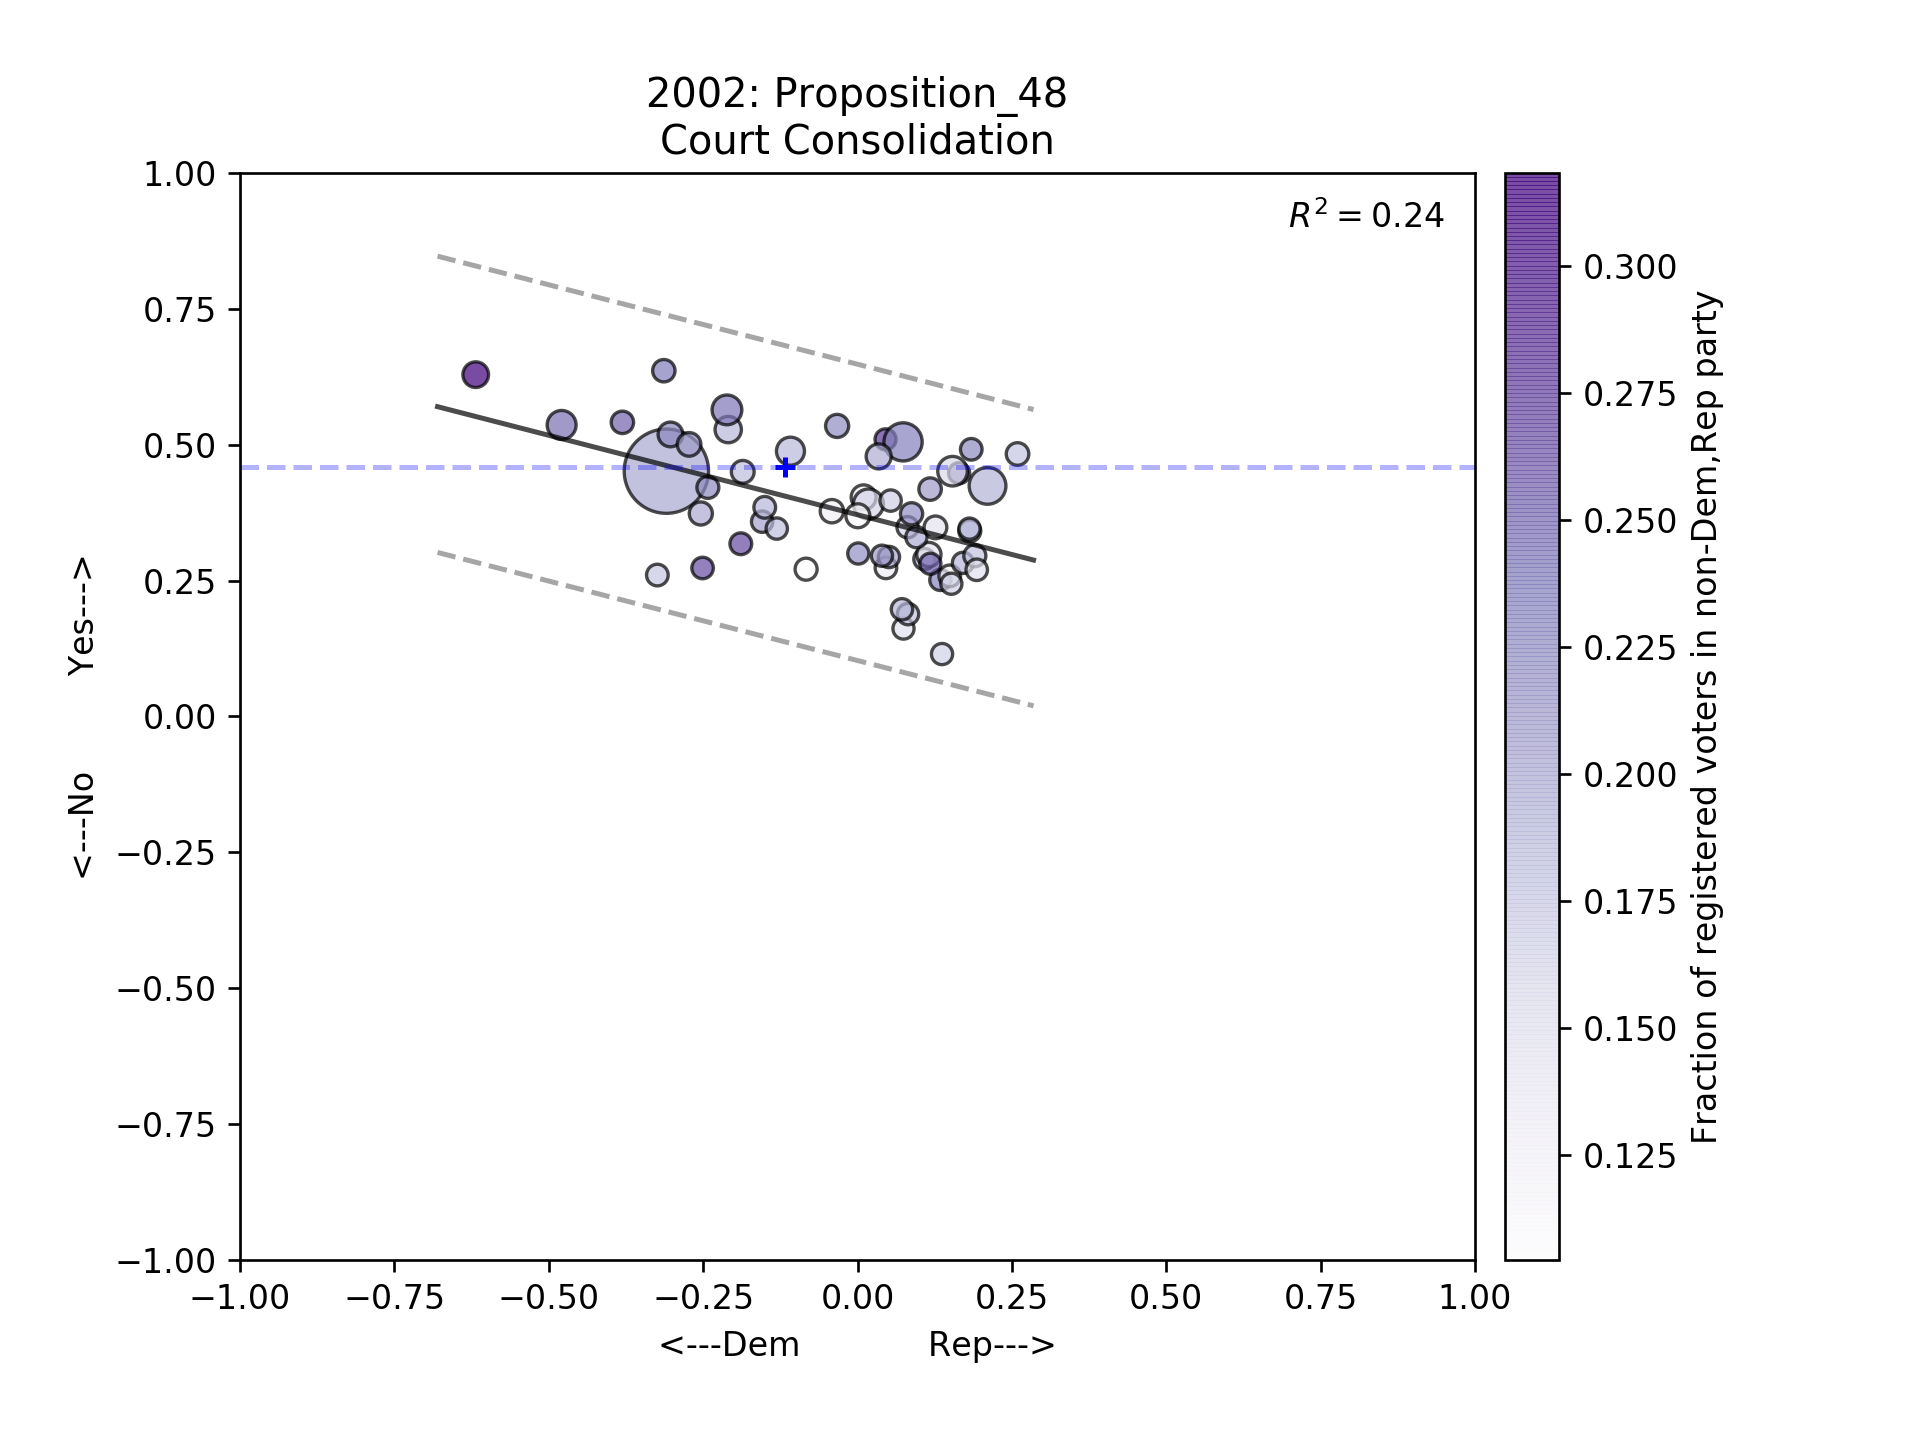 2002: Proposition_48
Court Consolidation
R² = 0.24
1.00
0.75
0.50
0.25
0.00
−0.25
−0.50
−0.75
−1.00
<---No Yes--->
−1.00 −0.75 −0.50 −0.25 0.00 0.25 0.50 0.75 1.00
<---Dem Rep--->
0.300
0.275
0.250
0.225
0.200
0.175
0.150
0.125
Fraction of registered voters in non-Dem,Rep party